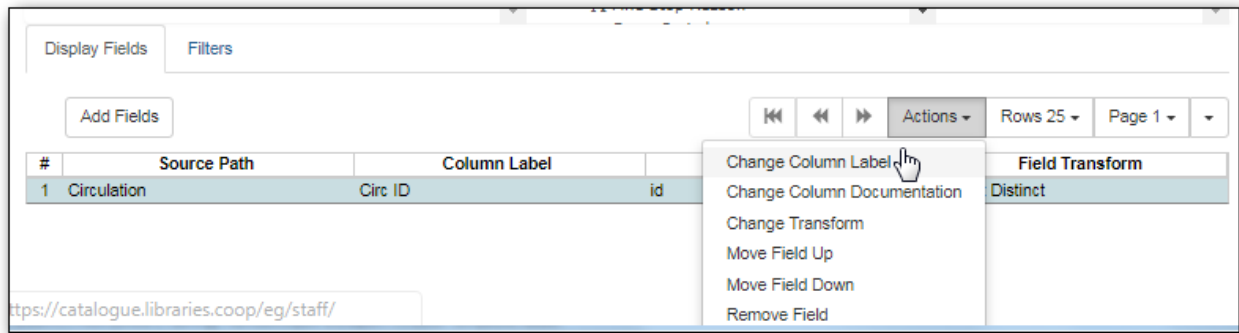 Display Fields Filters
Add Fields Actions Rows 25 Page 1
# Source Path Column Label Field Transform
1 Circulation Circ ID id Distinct
Change Column Label
Change Column Documentation
Change Transform
Move Field Up
Move Field Down
Remove Field
ttps://catalogue.libraries.coop/eg/staff/